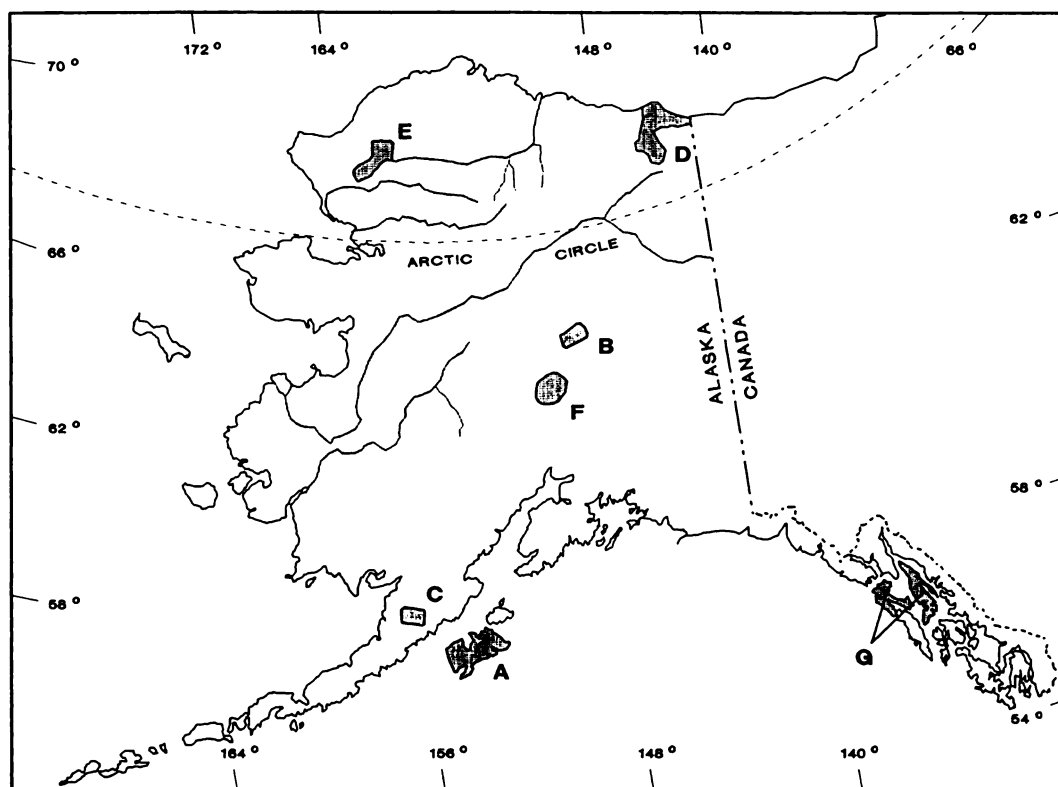 172° 164° 148° 140° 66°
70°
E
D
62°
66°
ARCTIC CIRCLE
B
ALASKA
CANADA
F
62°
58°
C
58°
A
G
54°
164° 156° 148° 140°